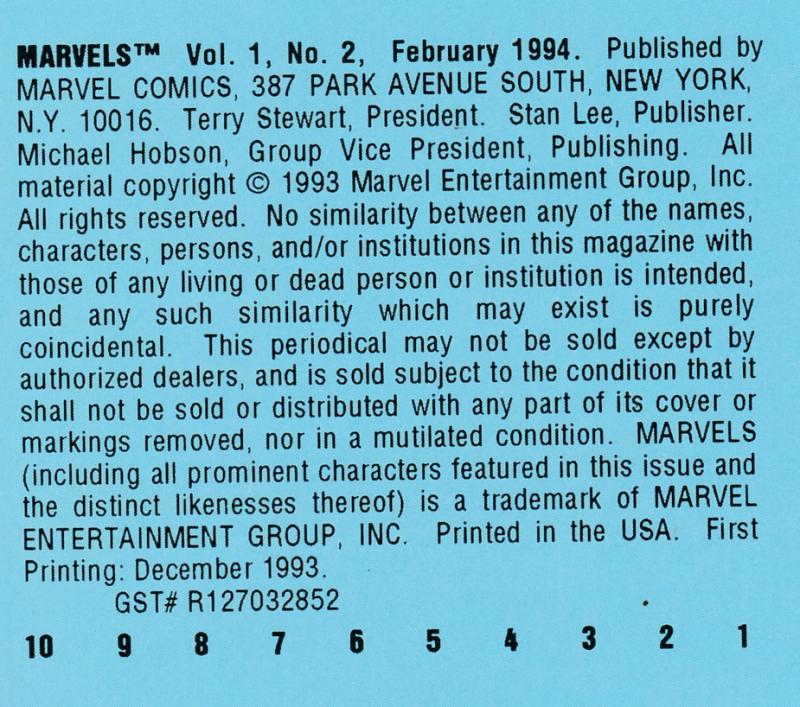 MARVELS™ Vol. 1, No. 2, February 1994. Published by
MARVEL COMICS, 387 PARK AVENUE SOUTH, NEW YORK,
N.Y. 10016. Terry Stewart, President. Stan Lee, Publisher.
Michael Hobson, Group Vice President, Publishing. All
material copyright © 1993 Marvel Entertainment Group, Inc.
All rights reserved. No similarity between any of the names,
characters, persons, and/or institutions in this magazine with
those of any living or dead person or institution is intended,
and any such similarity which may exist is purely
coincidental. This periodical may not be sold except by
authorized dealers, and is sold subject to the condition that it
shall not be sold or distributed with any part of its cover or
markings removed, nor in a mutilated condition. MARVELS
(including all prominent characters featured in this issue and
the distinct likenesses thereof) is a trademark of MARVEL
ENTERTAINMENT GROUP, INC. Printed in the USA. First
Printing: December 1993.
GST# R127032852
10 9 8 7 6 5 4 3 2 1